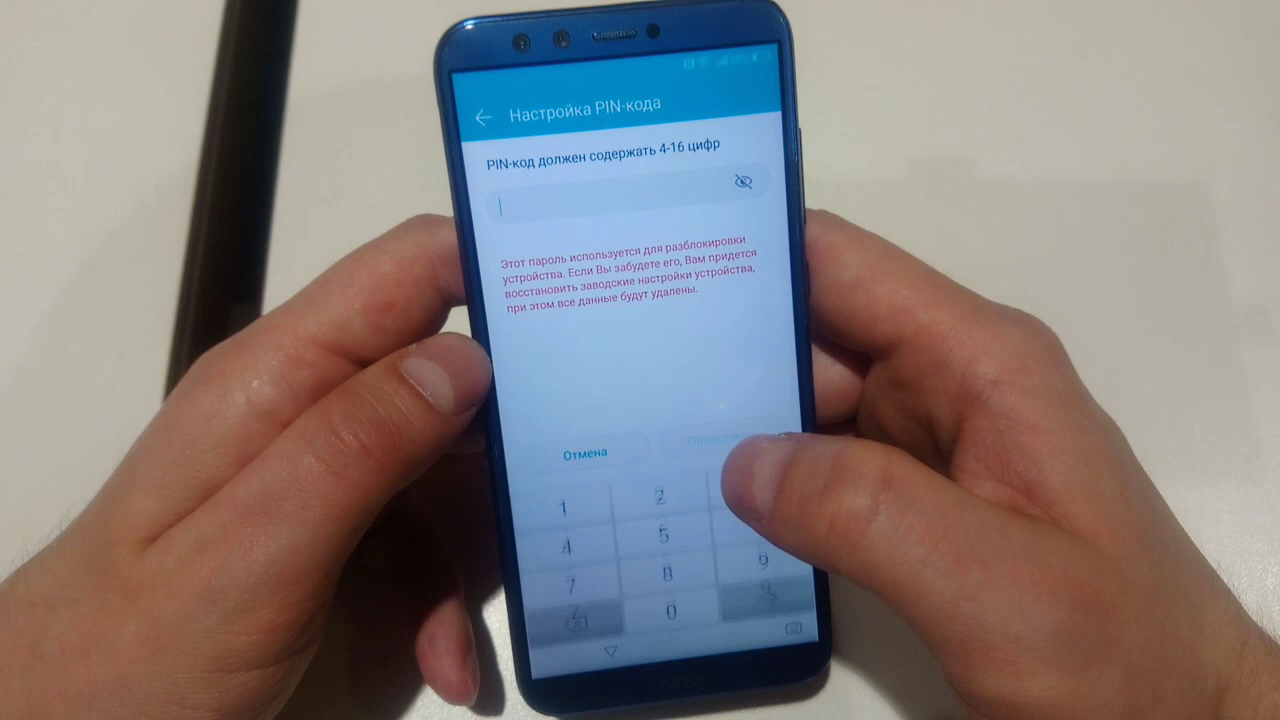 Настройка PIN-кода
PIN-код должен содержать 4-16 цифр
Этот пароль используется для разблокировки
устройства. Если Вы забудете его, Вам придется
восстановить заводские настройки устройства,
при этом все данные будут удалены.
Отмена
1 2
4 5
7 8 9
0